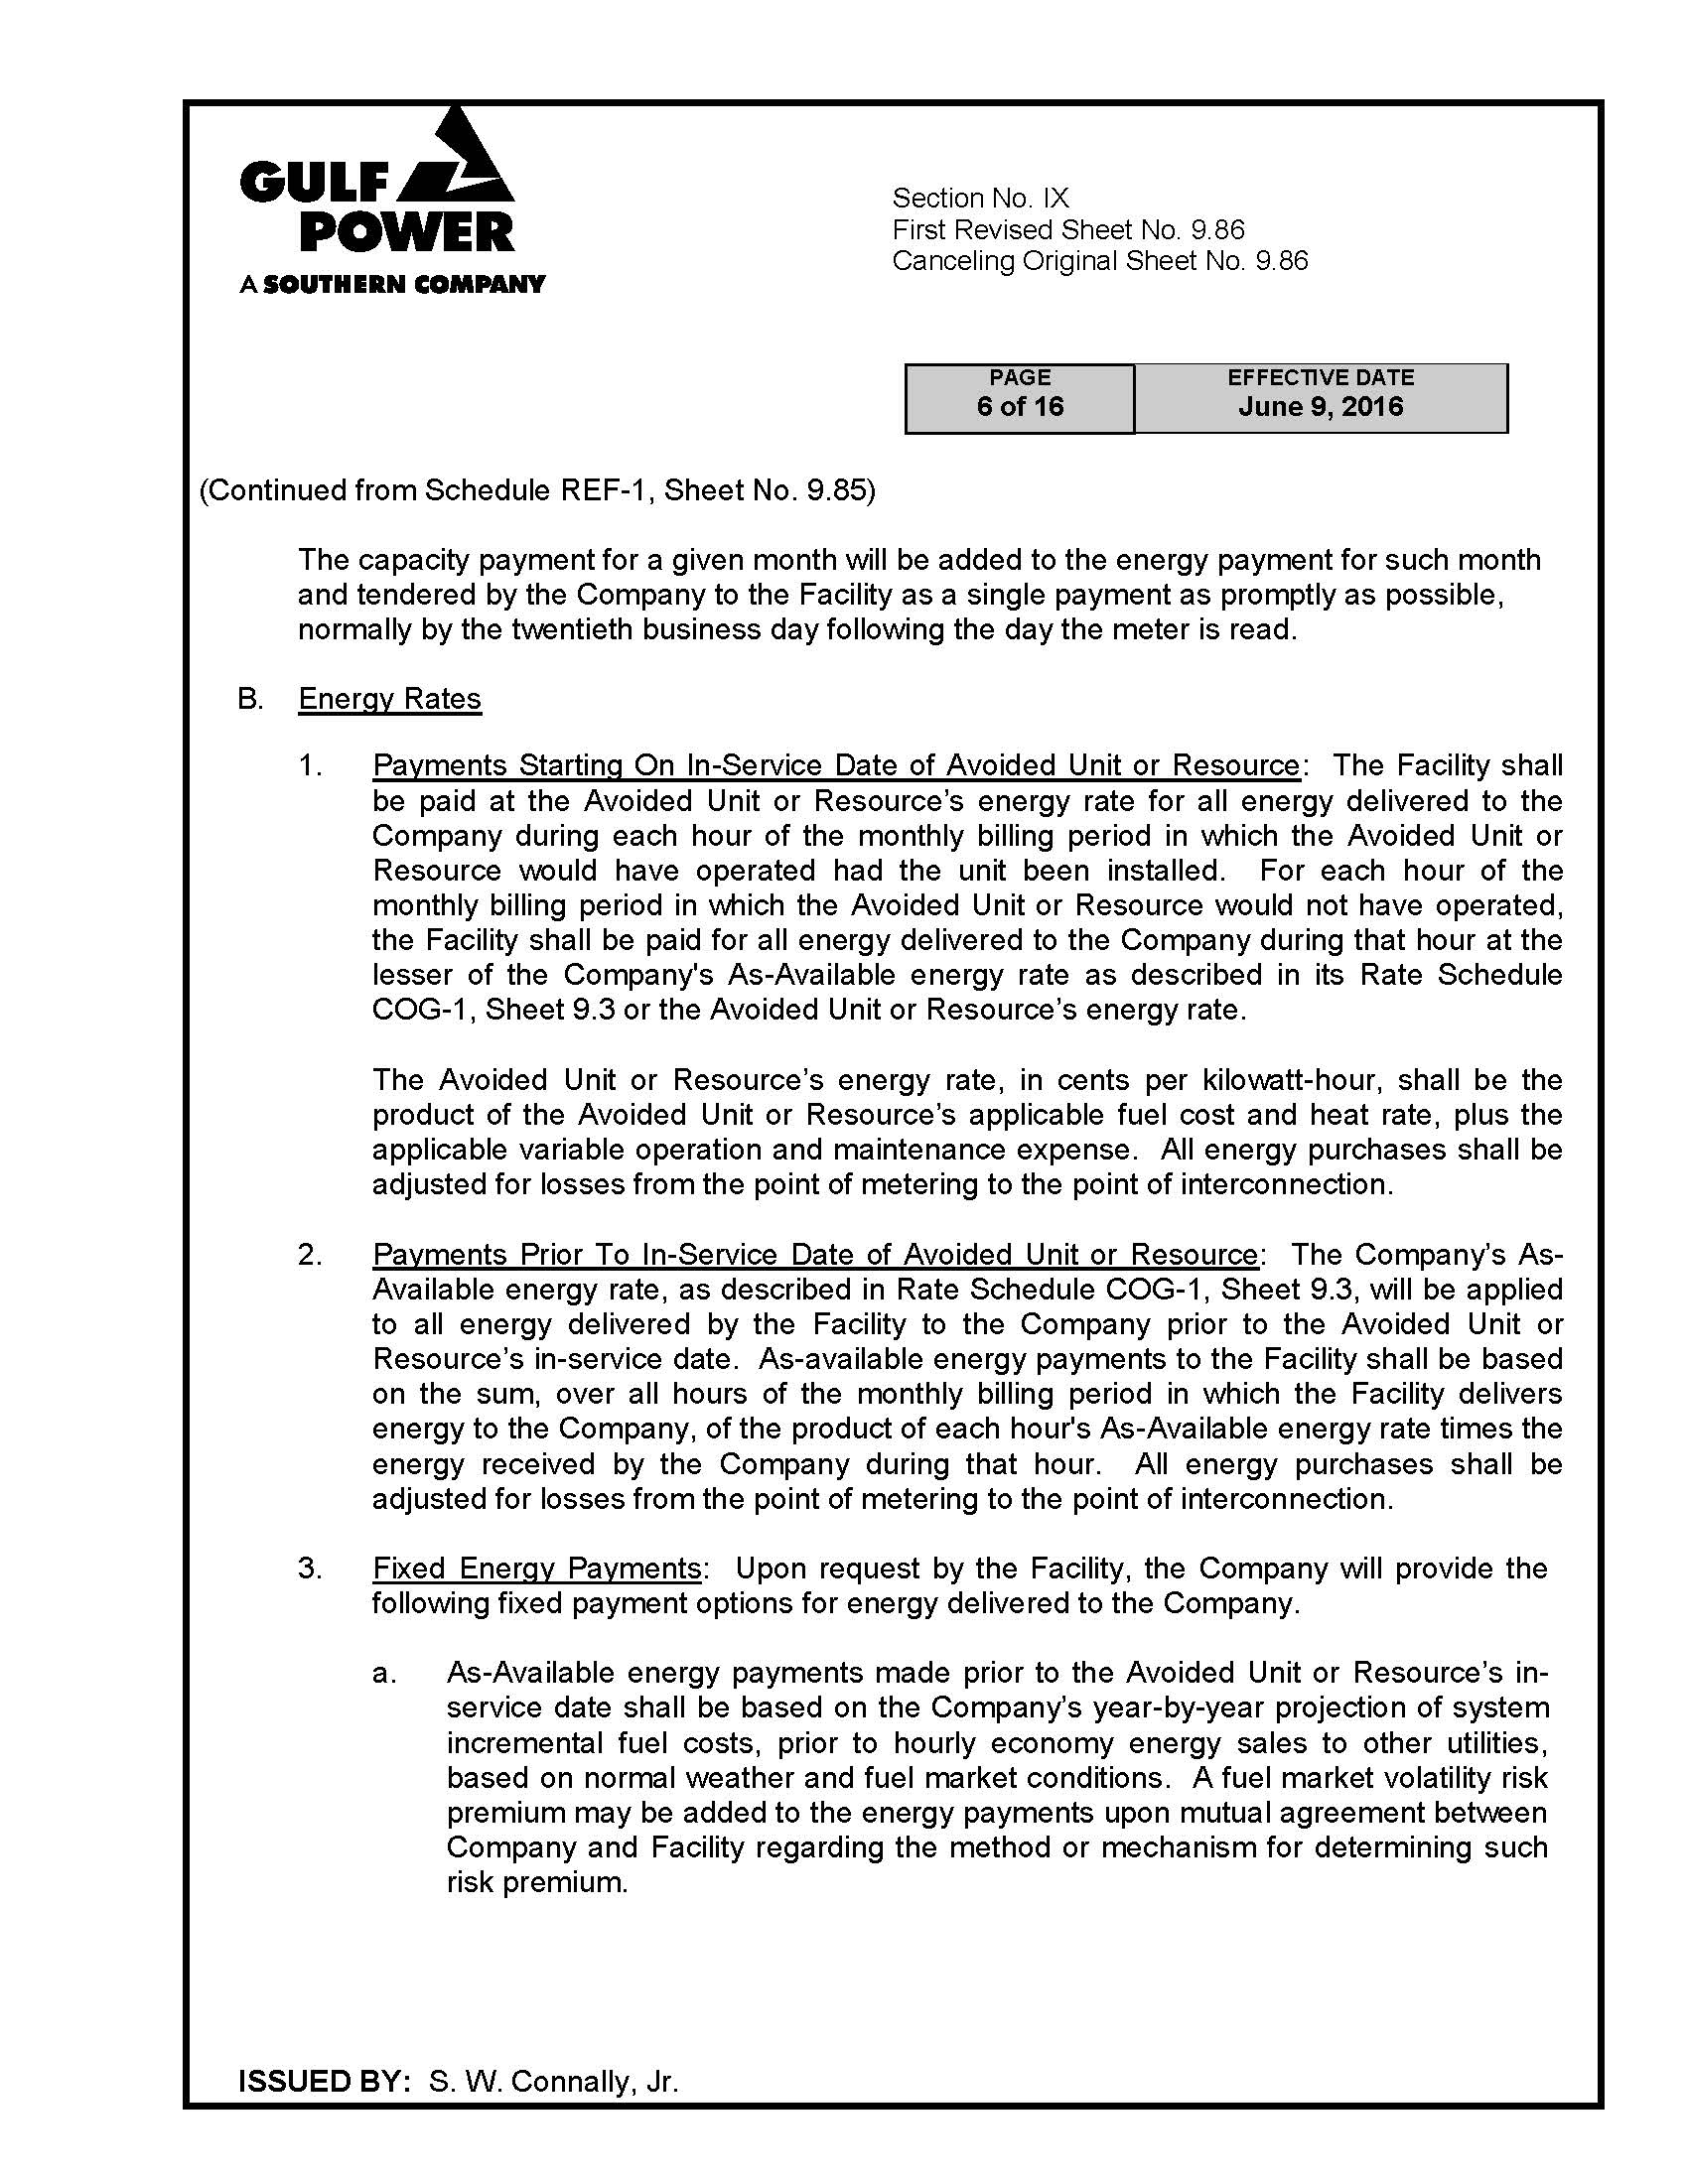 GULF
POWER
A SOUTHERN COMPANY
Section No. IX
First Revised Sheet No. 9.86
Canceling Original Sheet No. 9.86
PAGE
6 of 16
EFFECTIVE DATE
June 9, 2016
(Continued from Schedule REF-1, Sheet No. 9.85)
The capacity payment for a given month will be added to the energy payment for such month
and tendered by the Company to the Facility as a single payment as promptly as possible,
normally by the twentieth business day following the day the meter is read.
B. Energy Rates
1. Payments Starting On In-Service Date of Avoided Unit or Resource: The Facility shall
be paid at the Avoided Unit or Resource’s energy rate for all energy delivered to the
Company during each hour of the monthly billing period in which the Avoided Unit or
Resource would have operated had the unit been installed. For each hour of the
monthly billing period in which the Avoided Unit or Resource would not have operated,
the Facility shall be paid for all energy delivered to the Company during that hour at the
lesser of the Company's As-Available energy rate as described in its Rate Schedule
COG-1, Sheet 9.3 or the Avoided Unit or Resource’s energy rate.
The Avoided Unit or Resource’s energy rate, in cents per kilowatt-hour, shall be the
product of the Avoided Unit or Resource’s applicable fuel cost and heat rate, plus the
applicable variable operation and maintenance expense. All energy purchases shall be
adjusted for losses from the point of metering to the point of interconnection.
2. Payments Prior To In-Service Date of Avoided Unit or Resource: The Company’s As-
Available energy rate, as described in Rate Schedule COG-1, Sheet 9.3, will be applied
to all energy delivered by the Facility to the Company prior to the Avoided Unit or
Resource’s in-service date. As-available energy payments to the Facility shall be based
on the sum, over all hours of the monthly billing period in which the Facility delivers
energy to the Company, of the product of each hour's As-Available energy rate times the
energy received by the Company during that hour. All energy purchases shall be
adjusted for losses from the point of metering to the point of interconnection.
3. Fixed Energy Payments: Upon request by the Facility, the Company will provide the
following fixed payment options for energy delivered to the Company.
a. As-Available energy payments made prior to the Avoided Unit or Resource’s in-
service date shall be based on the Company’s year-by-year projection of system
incremental fuel costs, prior to hourly economy energy sales to other utilities,
based on normal weather and fuel market conditions. A fuel market volatility risk
premium may be added to the energy payments upon mutual agreement between
Company and Facility regarding the method or mechanism for determining such
risk premium.
ISSUED BY: S. W. Connally, Jr.